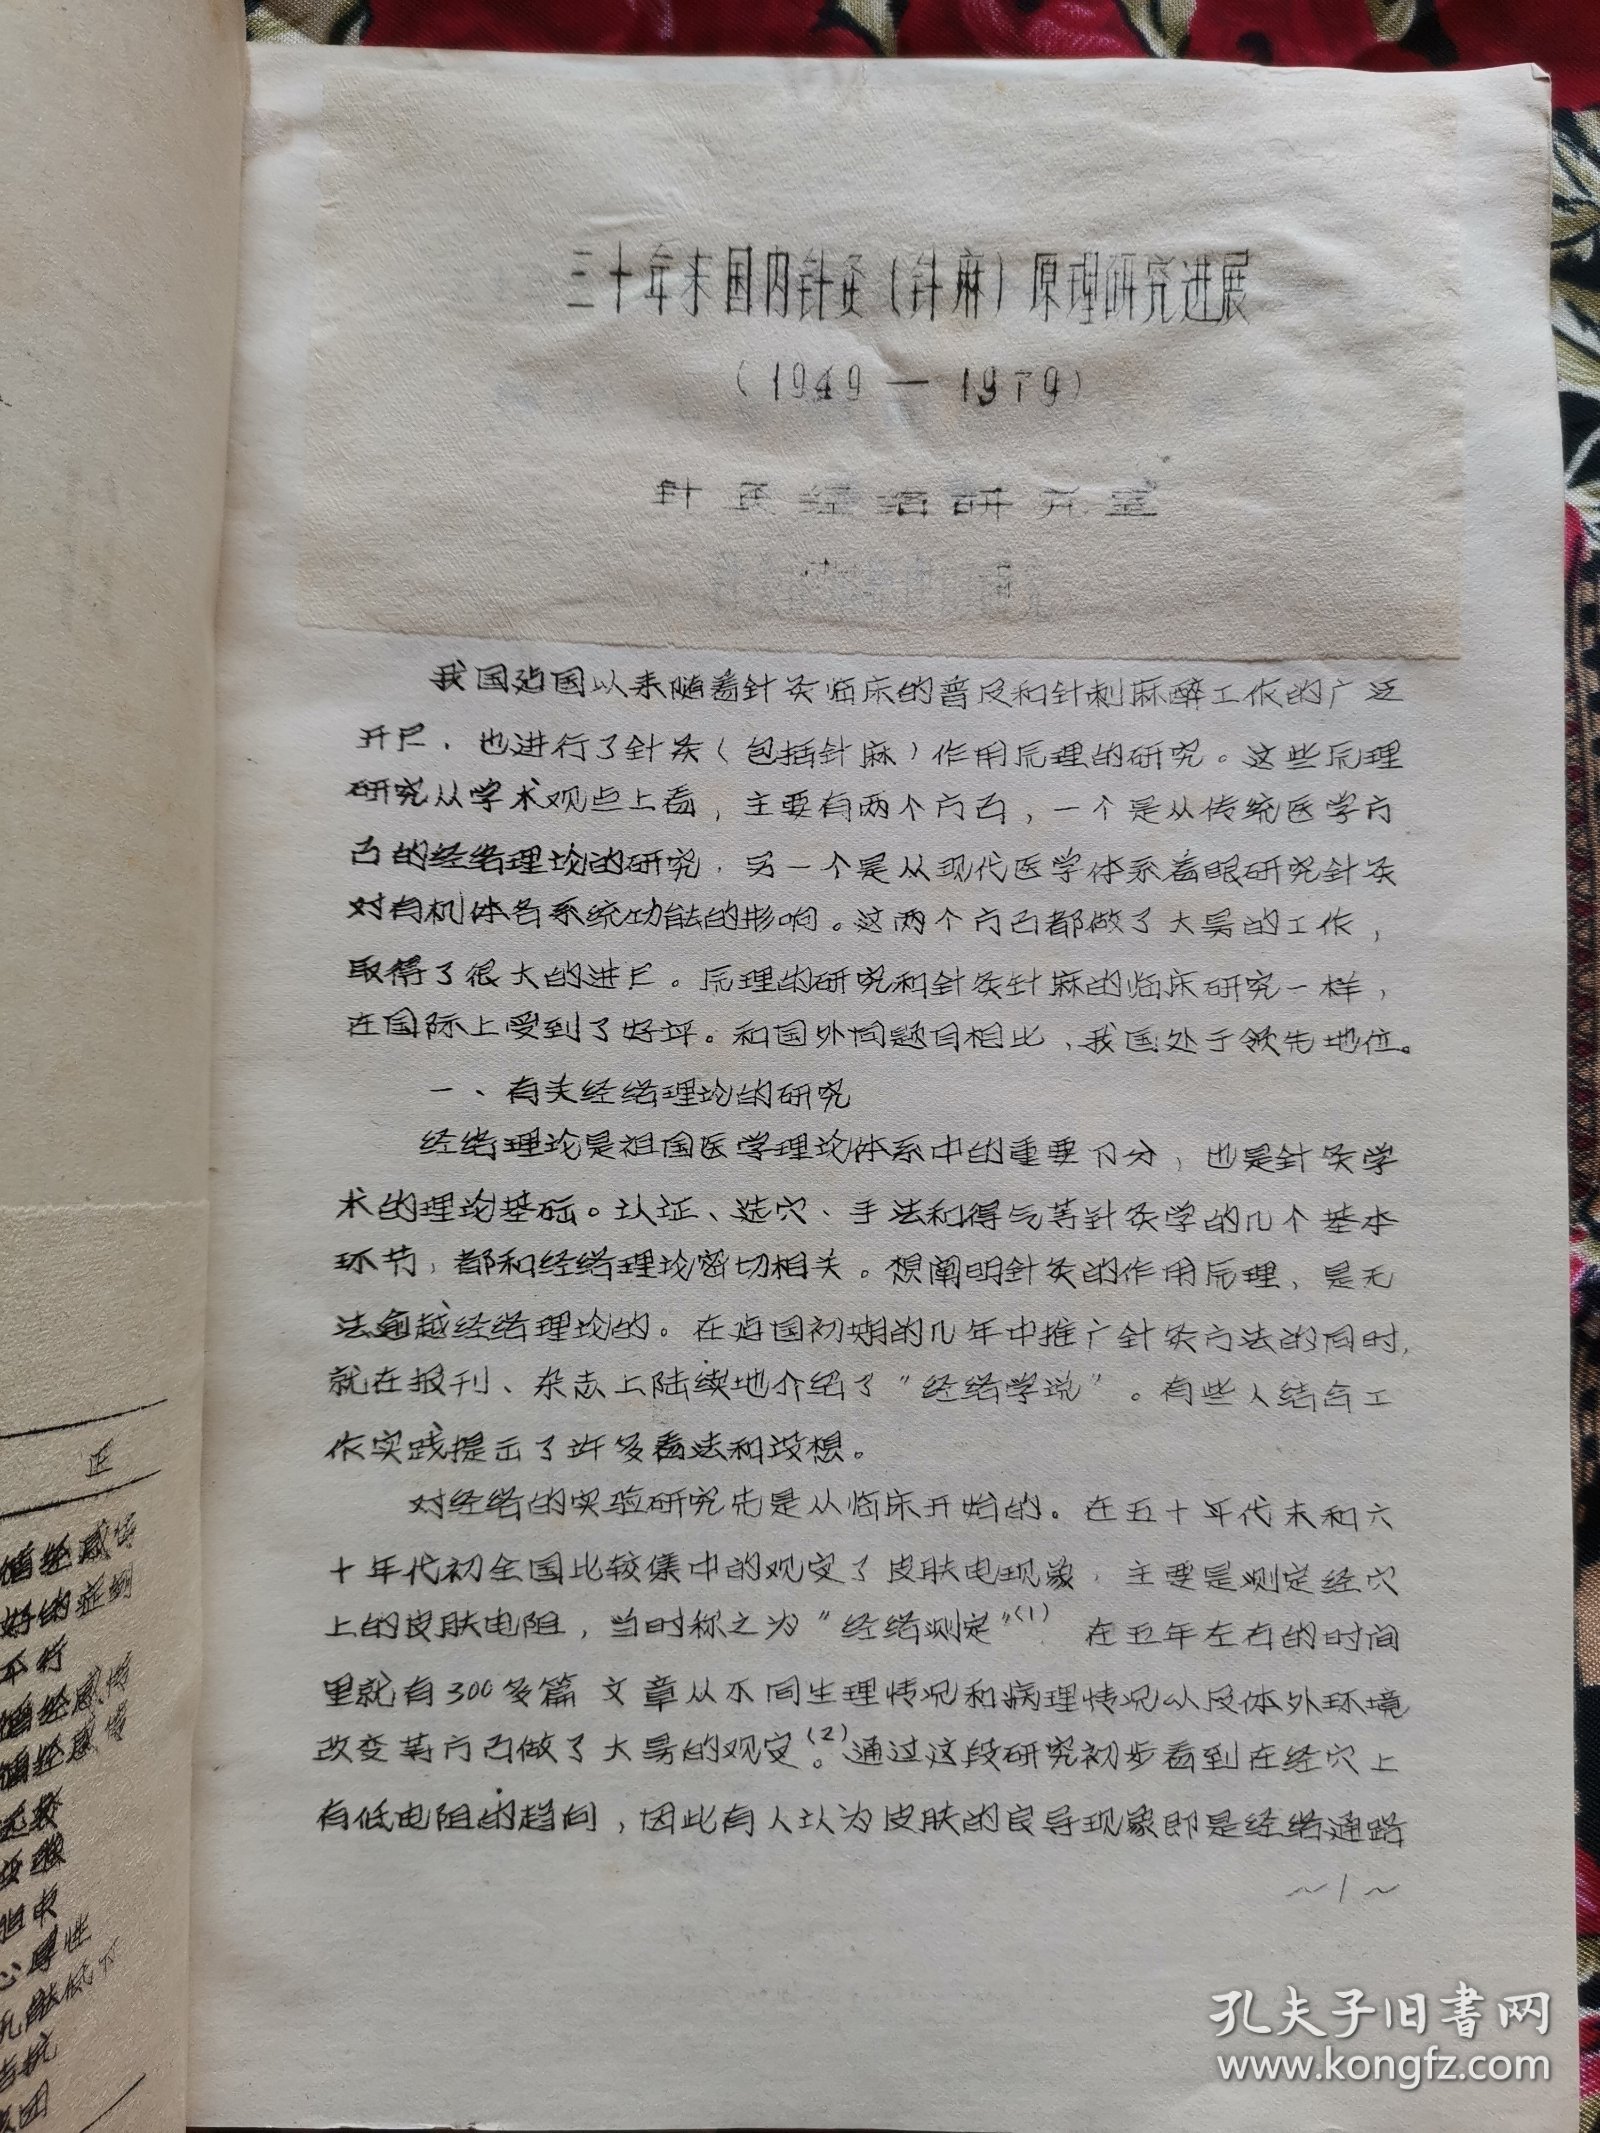 三十年来国内针灸(针麻)原理研究进展
(1949—1979)
针灸经络研究室
我国建国以来随着针灸临床的普及和针刺麻醉工作的广泛
开尸，也进行了针灸(包括针麻)作用原理的研究。这些原理
研究从学术观点上看，主要有两个方面，一个是从传统医学方
面的经络理论的研究，另一个是从现代医学体系着眼研究针灸
对有机体各系统功能的影响。这两个方面都做了大量的工作，
取得了很大的进尸。原理的研究和针灸针麻的临床研究一样，
在国际上受到了好评。和国外同题目相比，我国处于领先地位。
一、有关经络理论的研究
经络理论是祖国医学理论体系中的重要卩分，也是针灸学
术的理论基础。认证、选穴、手法和得气等针灸学的几个基本
环节，都和经络理论密切相关。想阐明针灸的作用原理，是无
法逾越经络理论的。在建国初期的几年中推广针灸方法的同时，
就在报刊、杂志上陆续地介绍了“经络学说”。有些人结合工
作实践提出了许多看法和设想。
对经络的实验研究先是从临床开始的。在五十年代末和六
十年代初全国比较集中的观察了皮肤电现象，主要是测定经穴
上的皮肤电阻，当时称之为“经络测定”(1) 在五年左右的时间
里就有300多篇文章从不同生理情况和病理情况以及体外环境
改变等方面做了大量的观察(2)。通过这段研究初步看到在经穴上
有低电阻的趋向，因此有人认为皮肤的良导现象即是经络通路
～1～
正
循经感传
好的症例
不行
循经感传
循经感传
孔夫子旧书网
www.kongfz.com